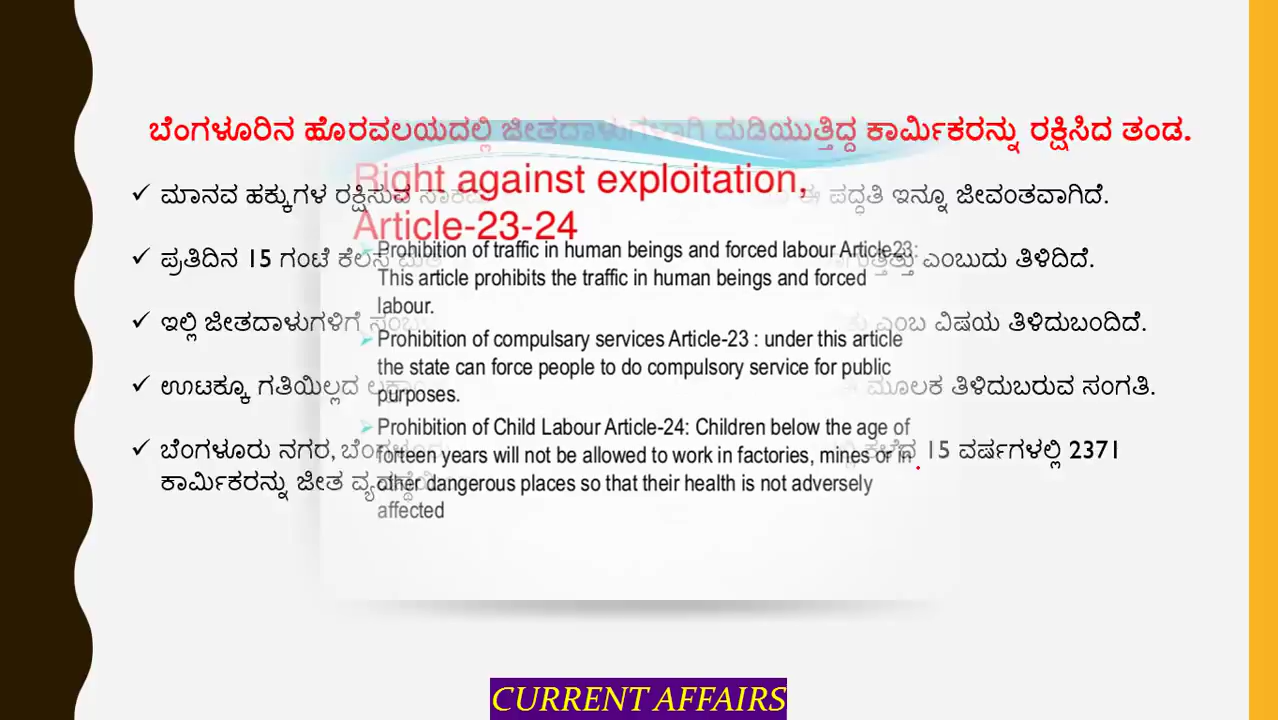 ಬೆಂಗಳೂರಿನ ಹೊರವಲಯದಲ್ಲಿ ಜೀತದಾಳುಗಳಾಗಿ ದುಡಿಯುತ್ತಿದ್ದ ಕಾರ್ಮಿಕರನ್ನು ರಕ್ಷಿಸಿದ ತಂಡ.
Right against exploitation,
Article-23-24
✓ ಮಾನವ ಹಕ್ಕುಗಳ ರಕ್ಷಿಸುವ ಈ ಪದ್ಧತಿ ಇನ್ನೂ ಜೀವಂತವಾಗಿದೆ.
✓ ಪ್ರತಿದಿನ 15 ಗಂಟೆ ಕೆಲಸ ಎಂಬುದು ತಿಳಿದಿದೆ.
✓ ಇಲ್ಲಿ ಜೀತದಾಳುಗಳಿಗೆ ಎಂಬ ವಿಷಯ ತಿಳಿದುಬಂದಿದೆ.
✓ ಊಟಕ್ಕೂ ಗತಿಯಿಲ್ಲದ ಮೂಲಕ ತಿಳಿದುಬರುವ ಸಂಗತಿ.
✓ ಬೆಂಗಳೂರು ನಗರ, ಕಳೆದ 15 ವರ್ಷಗಳಲ್ಲಿ 2371
ಕಾರ್ಮಿಕರನ್ನು ಜೀತ
➢ Prohibition of traffic in human beings and forced labour Article23:
This article prohibits the traffic in human beings and forced
labour.
➢ Prohibition of compulsary services Article-23 : under this article
the state can force people to do compulsory service for public
purposes.
➢ Prohibition of Child Labour Article-24: Children below the age of
forteen years will not be allowed to work in factories, mines or in
other dangerous places so that their health is not adversely
affected
CURRENT AFFAIRS